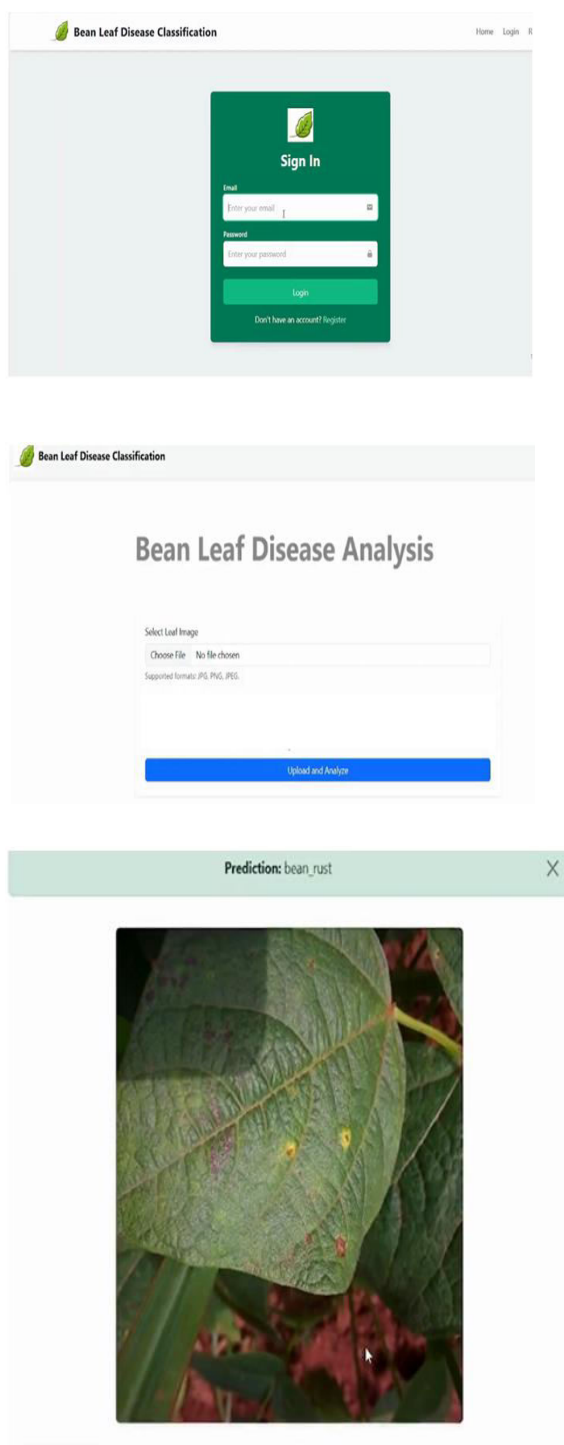 Bean Leaf Disease Classification
Home Login
Sign In
Email
Enter your email
Password
Enter your password
Login
Don't have an account? Register
Bean Leaf Disease Classification
Bean Leaf Disease Analysis
Select Leaf Image
Choose File No file chosen
Supported formats: JPG, PNG, JPEG.
Upload and Analyze
Prediction: bean_rust